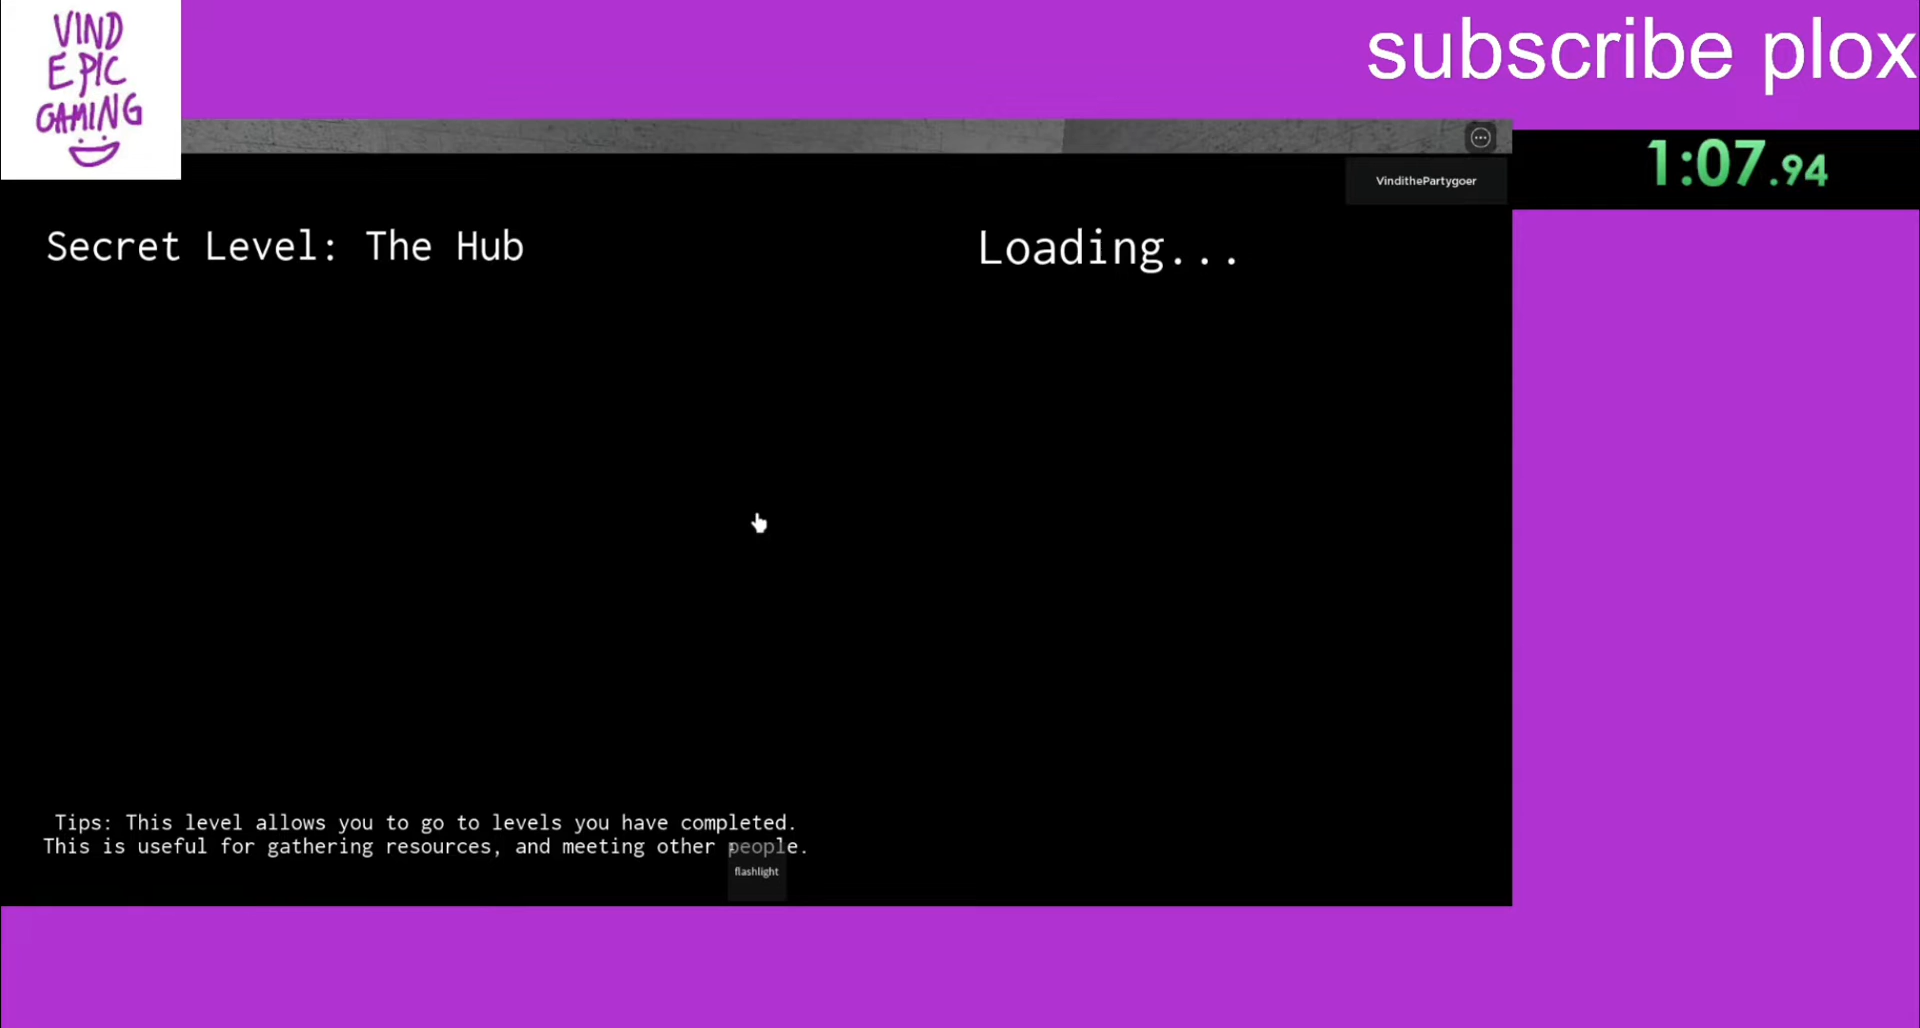 VIND
EPIC
GAMING
subscribe plox
1:07.94
VindithePartygoer
Secret Level: The Hub
Loading...
Tips: This level allows you to go to levels you have completed.
This is useful for gathering resources, and meeting other people.
flashlight